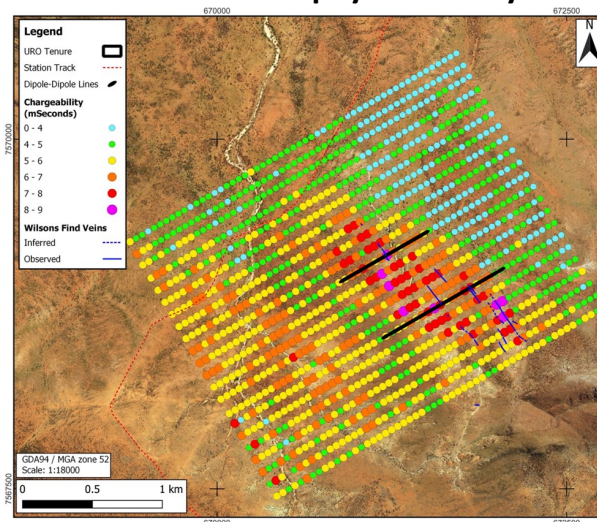 670000
672500
N
7570000
7567500
Legend
URO Tenure
Station Track
Dipole-Dipole Lines
Chargeability
(mSeconds)
0 - 4
4 - 5
5 - 6
6 - 7
7 - 8
8 - 9
Wilsons Find Veins
Inferred
Observed
GDA94 / MGA zone 52
Scale: 1:18000
0 0.5 1 km